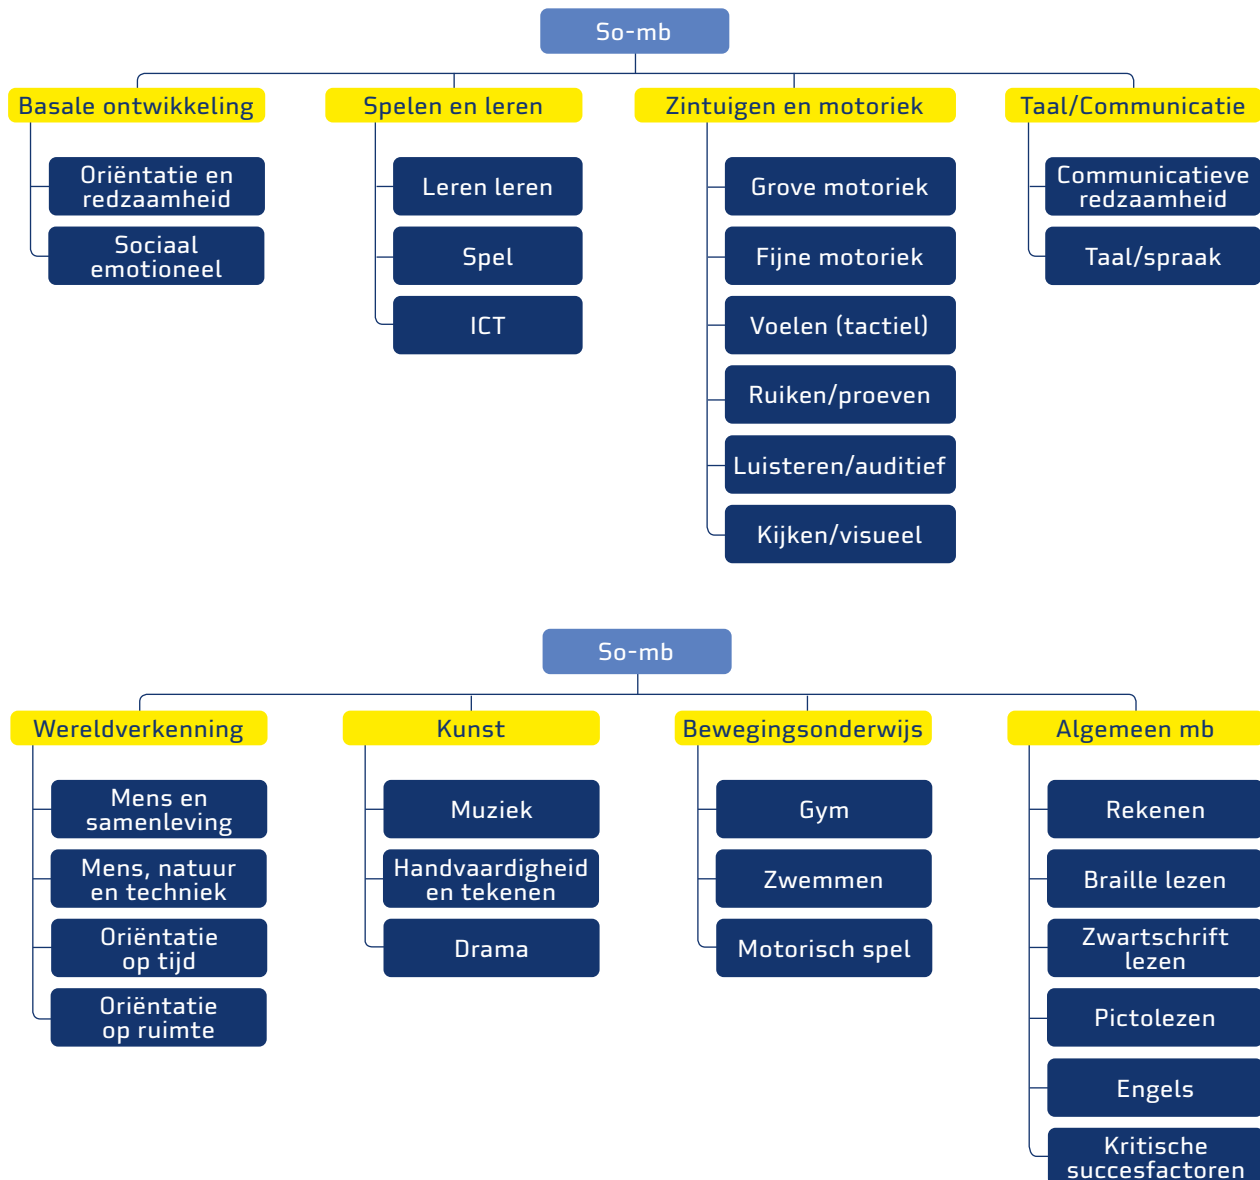 So-mb
Basale ontwikkeling
Oriëntatie en
redzaamheid
Sociaal
emotioneel
Spelen en leren
Leren leren
Spel
ICT
Zintuigen en motoriek
Grove motoriek
Fijne motoriek
Voelen (tactiel)
Ruiken/proeven
Luisteren/auditief
Kijken/visueel
Taal/Communicatie
Communicatieve
redzaamheid
Taal/spraak
So-mb
Wereldverkenning
Mens en
samenleving
Mens, natuur
en techniek
Oriëntatie
op tijd
Oriëntatie
op ruimte
Kunst
Muziek
Handvaardigheid
en tekenen
Drama
Bewegingsonderwijs
Gym
Zwemmen
Motorisch spel
Algemeen mb
Rekenen
Braille lezen
Zwartschrift
lezen
Pictolezen
Engels
Kritische
succesfactoren